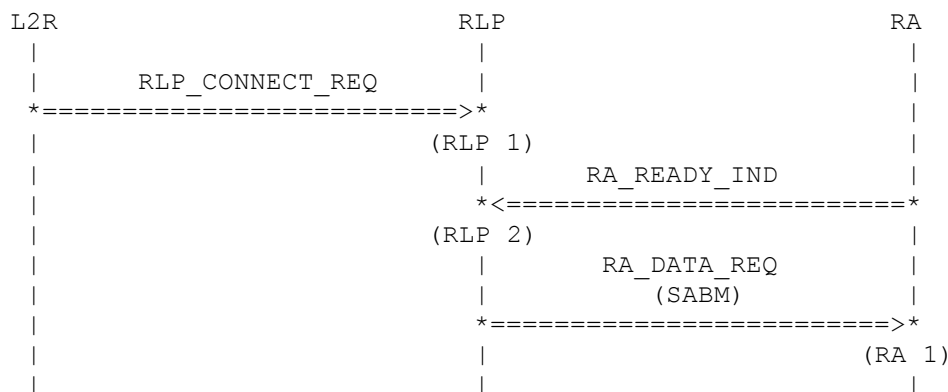 L2R RLP RA
RLP_CONNECT_REQ
(RLP 1)
RA_READY_IND
(RLP 2)
RA_DATA_REQ
(SABM)
(RA 1)